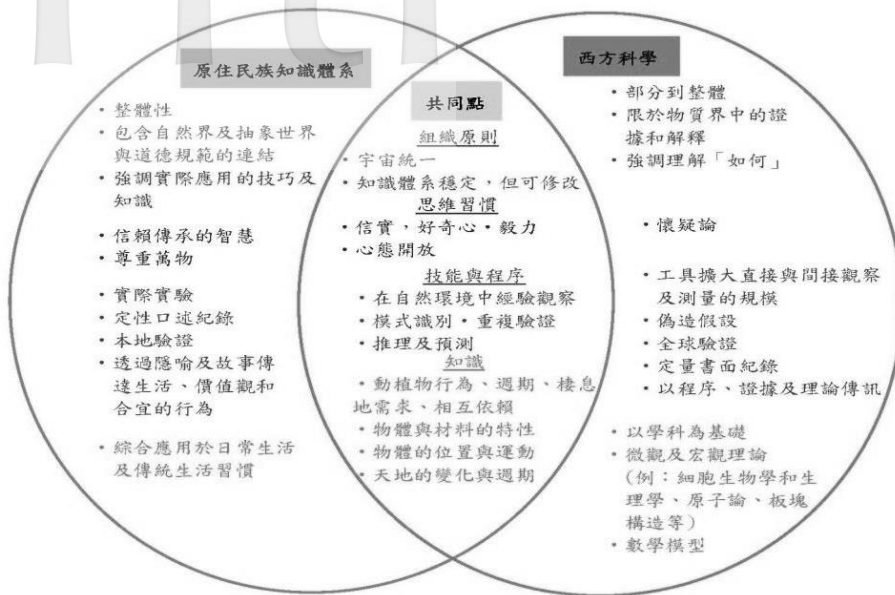 原住民族知識體系
• 整體性
• 包含自然界及抽象世界
與道德規範的連結
• 強調實際應用的技巧及
知識
• 信賴傳承的智慧
• 尊重萬物
• 實際實驗
• 定性口述紀錄
• 本地驗證
• 透過隱喻及故事傳
達生活、價值觀和
合宜的行為
• 綜合應用於日常生活
及傳統生活習慣
共同點
組織原則
• 宇宙統一
• 知識體系穩定，但可修改
思維習慣
• 信實，好奇心，毅力
• 心態開放
技能與程序
• 在自然環境中經驗觀察
• 模式識別，重複驗證
• 推理及預測
知識
• 動植物行為、週期、棲息
地需求、相互依賴
• 物體與材料的特性
• 物體的位置與運動
• 天地的變化與週期
西方科學
• 部分到整體
• 限於物質界中的證
據和解釋
• 強調理解「如何」
• 懷疑論
• 工具擴大直接與間接觀察
及測量的規模
• 偽造假設
• 全球驗證
• 定量書面紀錄
• 以程序、證據及理論傳訊
• 以學科為基礎
• 微觀及宏觀理論
(例：細胞生物學和生
理學、原子論、板塊
構造等)
• 數學模型